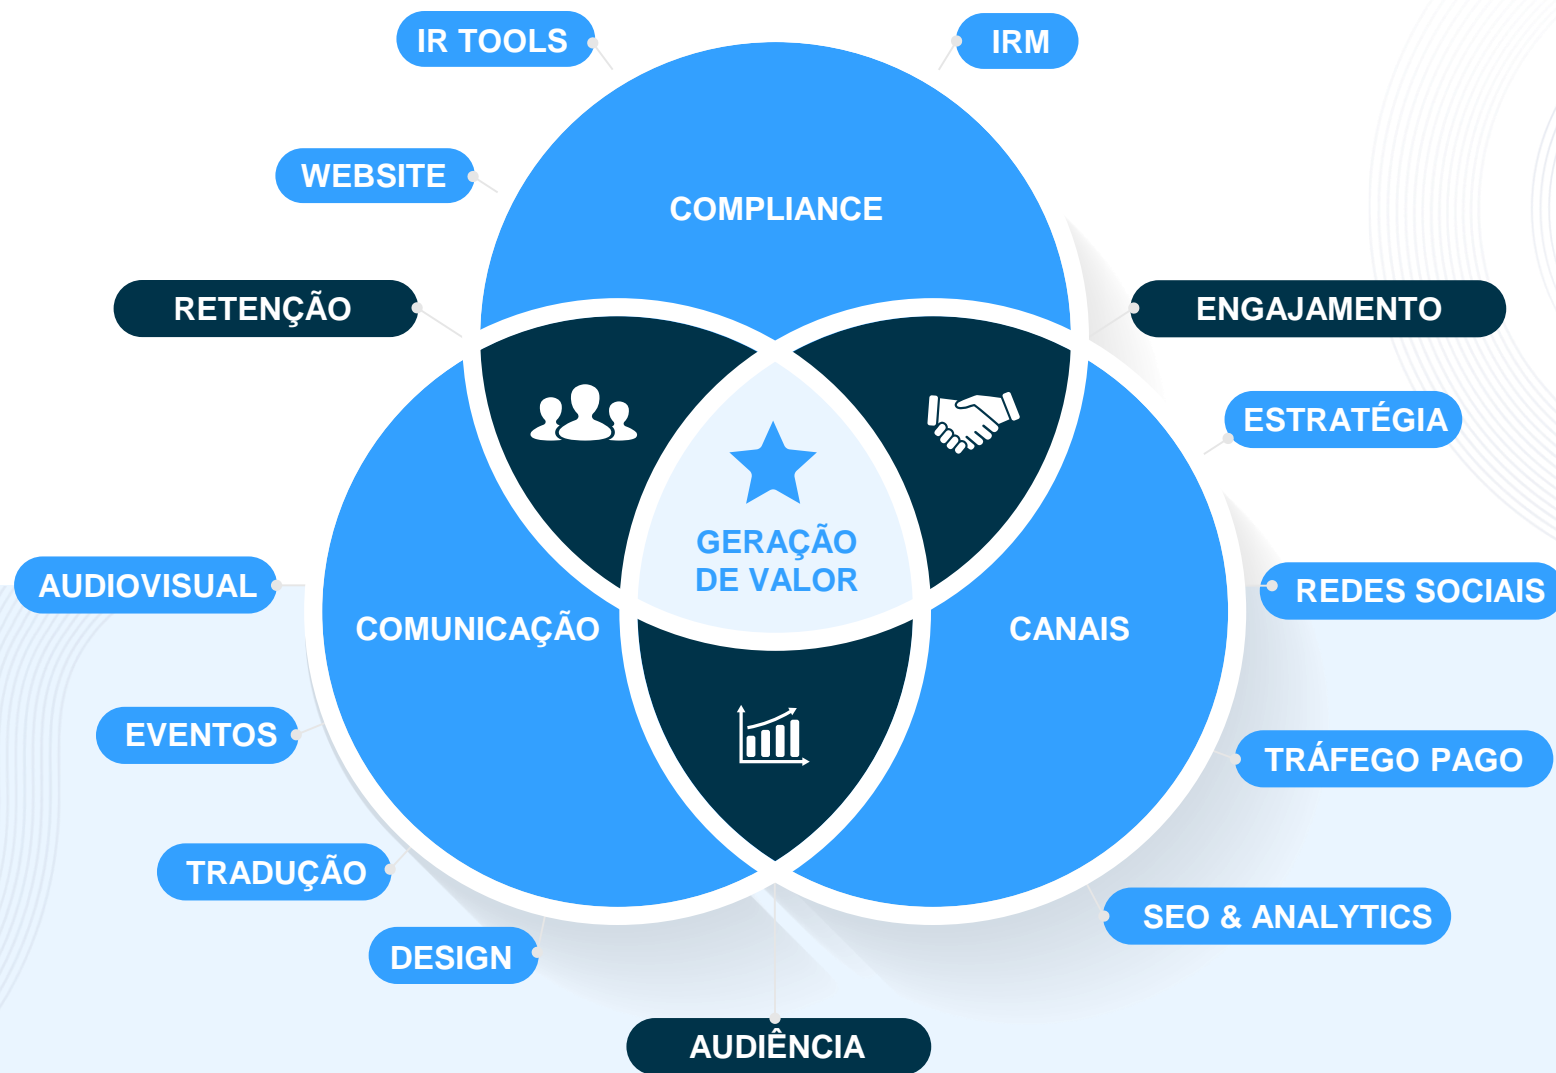 IR TOOLS
IRM
WEBSITE
COMPLIANCE
RETENÇÃO
ENGAJAMENTO
ESTRATÉGIA
GERAÇÃO
DE VALOR
AUDIOVISUAL
REDES SOCIAIS
COMUNICAÇÃO
CANAIS
EVENTOS
TRÁFEGO PAGO
TRADUÇÃO
SEO & ANALYTICS
DESIGN
AUDIÊNCIA